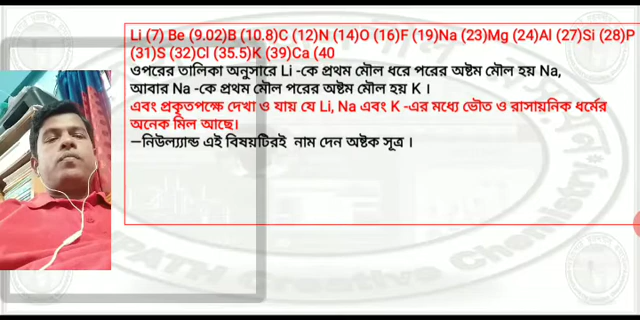 Li (7) Be (9.02)B (10.8)C (12)N (14)O (16)F (19)Na (23)Mg (24)Al (27)Si (28)P
(31)S (32)Cl (35.5)K (39)Ca (40
ওপরের তালিকা অনুসারে Li -কে প্রথম মৌল ধরে পরের অষ্টম মৌল হয় Na,
আবার Na -কে প্রথম মৌল পরের অষ্টম মৌল হয় K ।
এবং প্রকৃতপক্ষে দেখা ও যায় যে Li, Na এবং K -এর মধ্যে ভৌত ও রাসায়নিক ধর্মের
অনেক মিল আছে।
—নিউল্যান্ড এই বিষয়টিরই নাম দেন অষ্টক সূত্র ।
PATH Creative Chemistry